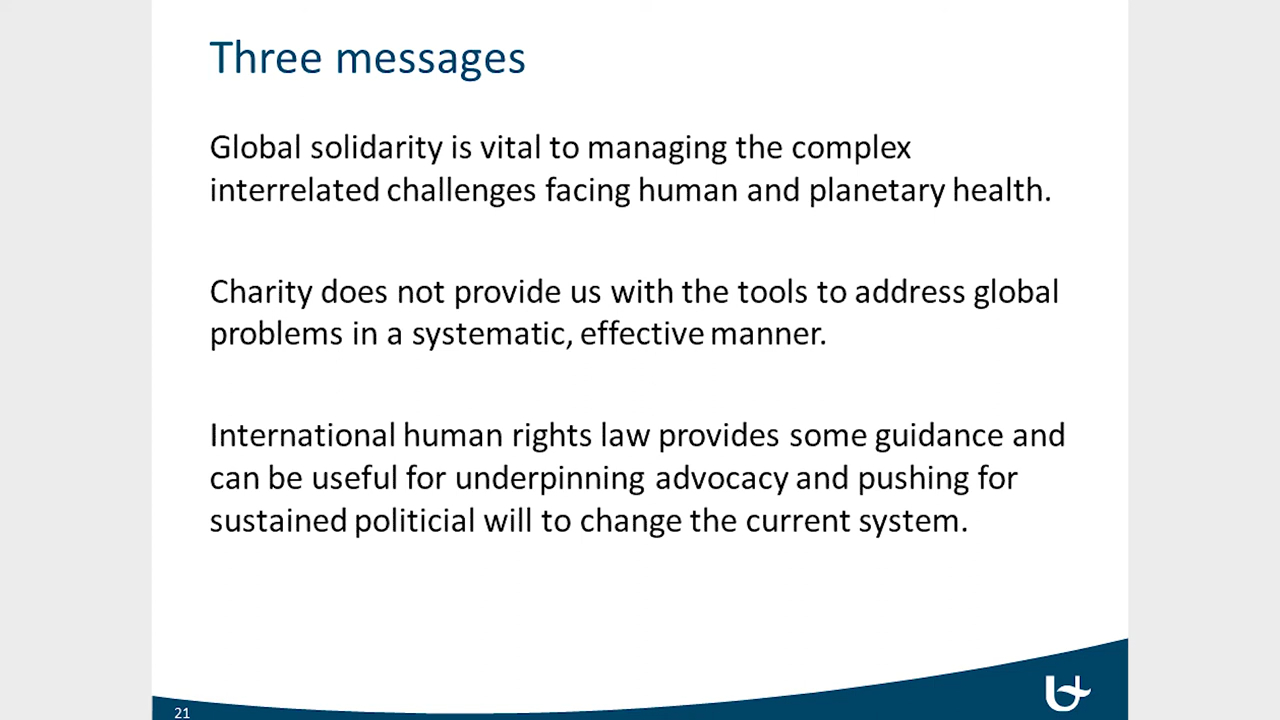 Three messages
Global solidarity is vital to managing the complex
interrelated challenges facing human and planetary health.
Charity does not provide us with the tools to address global
problems in a systematic, effective manner.
International human rights law provides some guidance and
can be useful for underpinning advocacy and pushing for
sustained politicial will to change the current system.
21